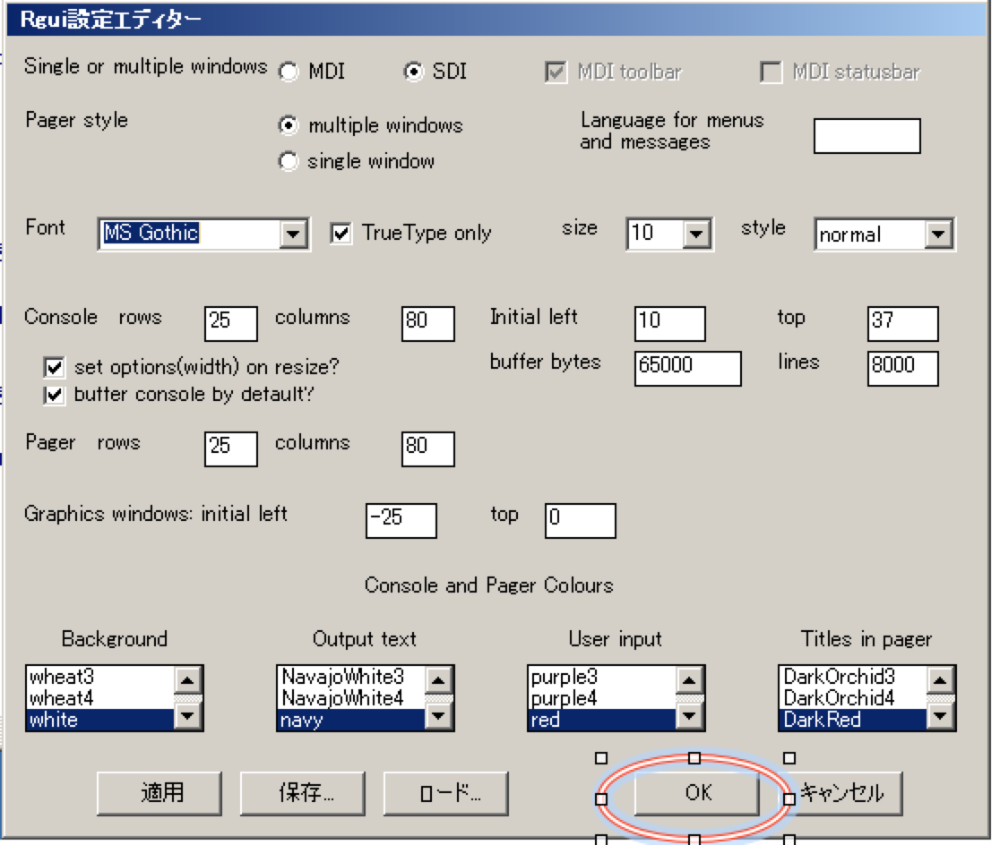 Rgui設定エディター
Single or multiple windows MDI SDI MDI toolbar MDI statusbar
Pager style multiple windows Language for menus
and messages
single window
Font MS Gothic TrueType only size 10 style normal
Console rows 25 columns 80 Initial left 10 top 37
set options(width) on resize? buffer bytes 65000 lines 8000
buffer console by default?
Pager rows 25 columns 80
Graphics windows: initial left -25 top 0
Console and Pager Colours
Background Output text User input Titles in pager
wheat3 NavajoWhite3 purple3 DarkOrchid3
wheat4 NavajoWhite4 purple4 DarkOrchid4
white navy red DarkRed
適用 保存... ロード... OK キャンセル